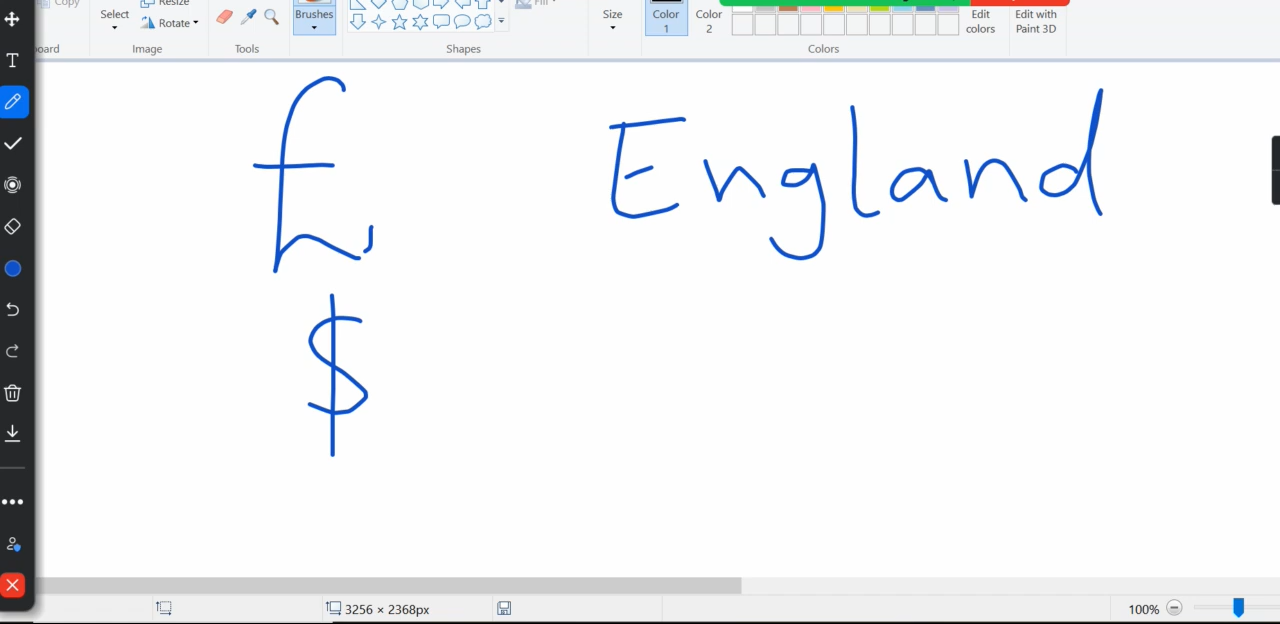 Copy
Resize
Select
Rotate
Brushes
Fill
Size
Color 1
Color 2
Edit colors
Edit with Paint 3D
Image
Tools
Shapes
Colors
T
£ England
$
3256 × 2368px
100%